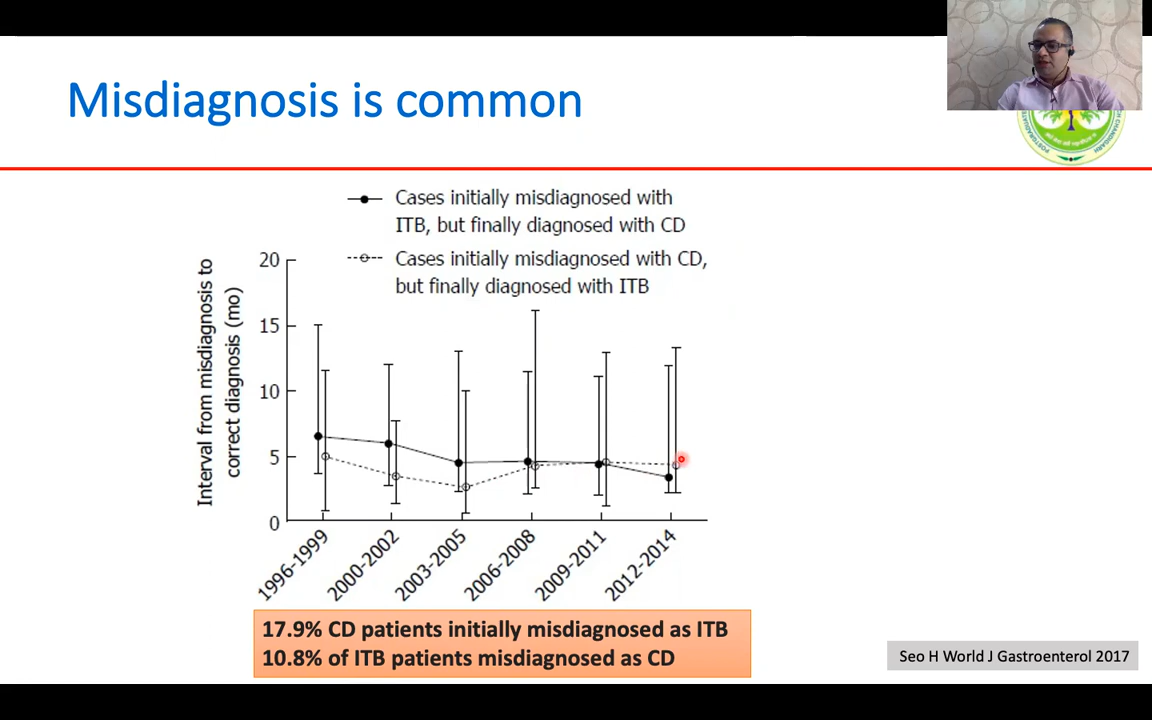 Misdiagnosis is common
Cases initially misdiagnosed with
ITB, but finally diagnosed with CD
Cases initially misdiagnosed with CD,
but finally diagnosed with ITB
Interval from misdiagnosis to
correct diagnosis (mo)
20
15
10
5
0
1996-1999
2000-2002
2003-2005
2006-2008
2009-2011
2012-2014
17.9% CD patients initially misdiagnosed as ITB
10.8% of ITB patients misdiagnosed as CD
Seo H World J Gastroenterol 2017